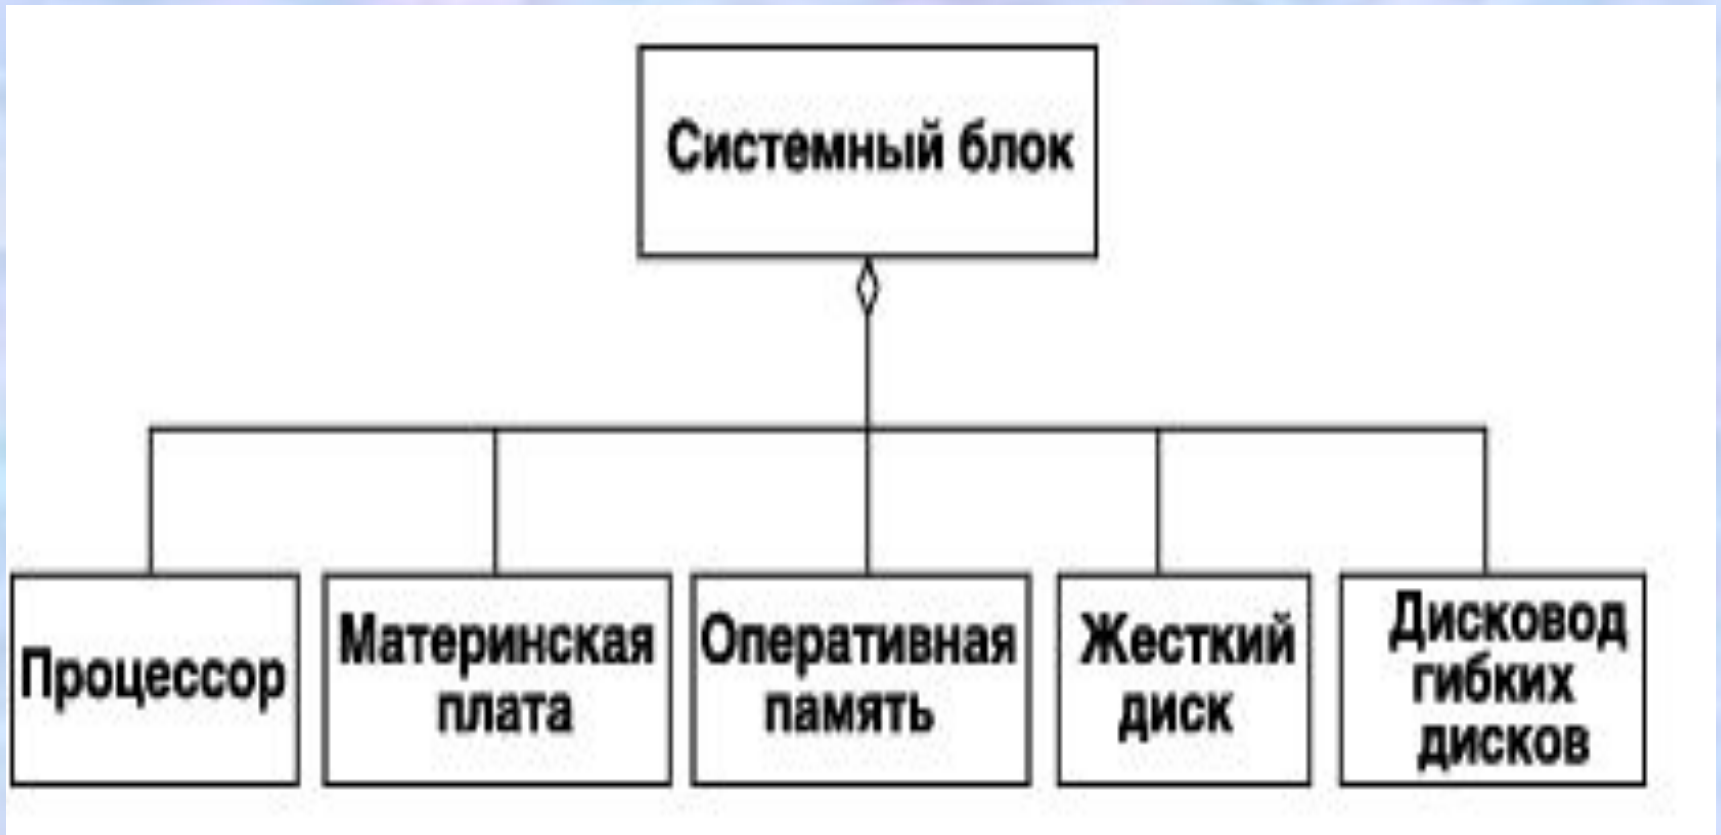 Системный блок
Процессор
Материнская
плата
Оперативная
память
Жесткий
диск
Дисковод
гибких
дисков